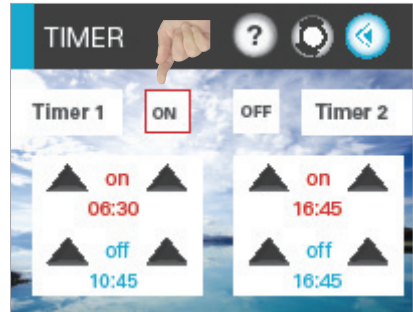 TIMER ?
Timer 1 ON OFF Timer 2
on on
06:30 16:45
off off
10:45 16:45